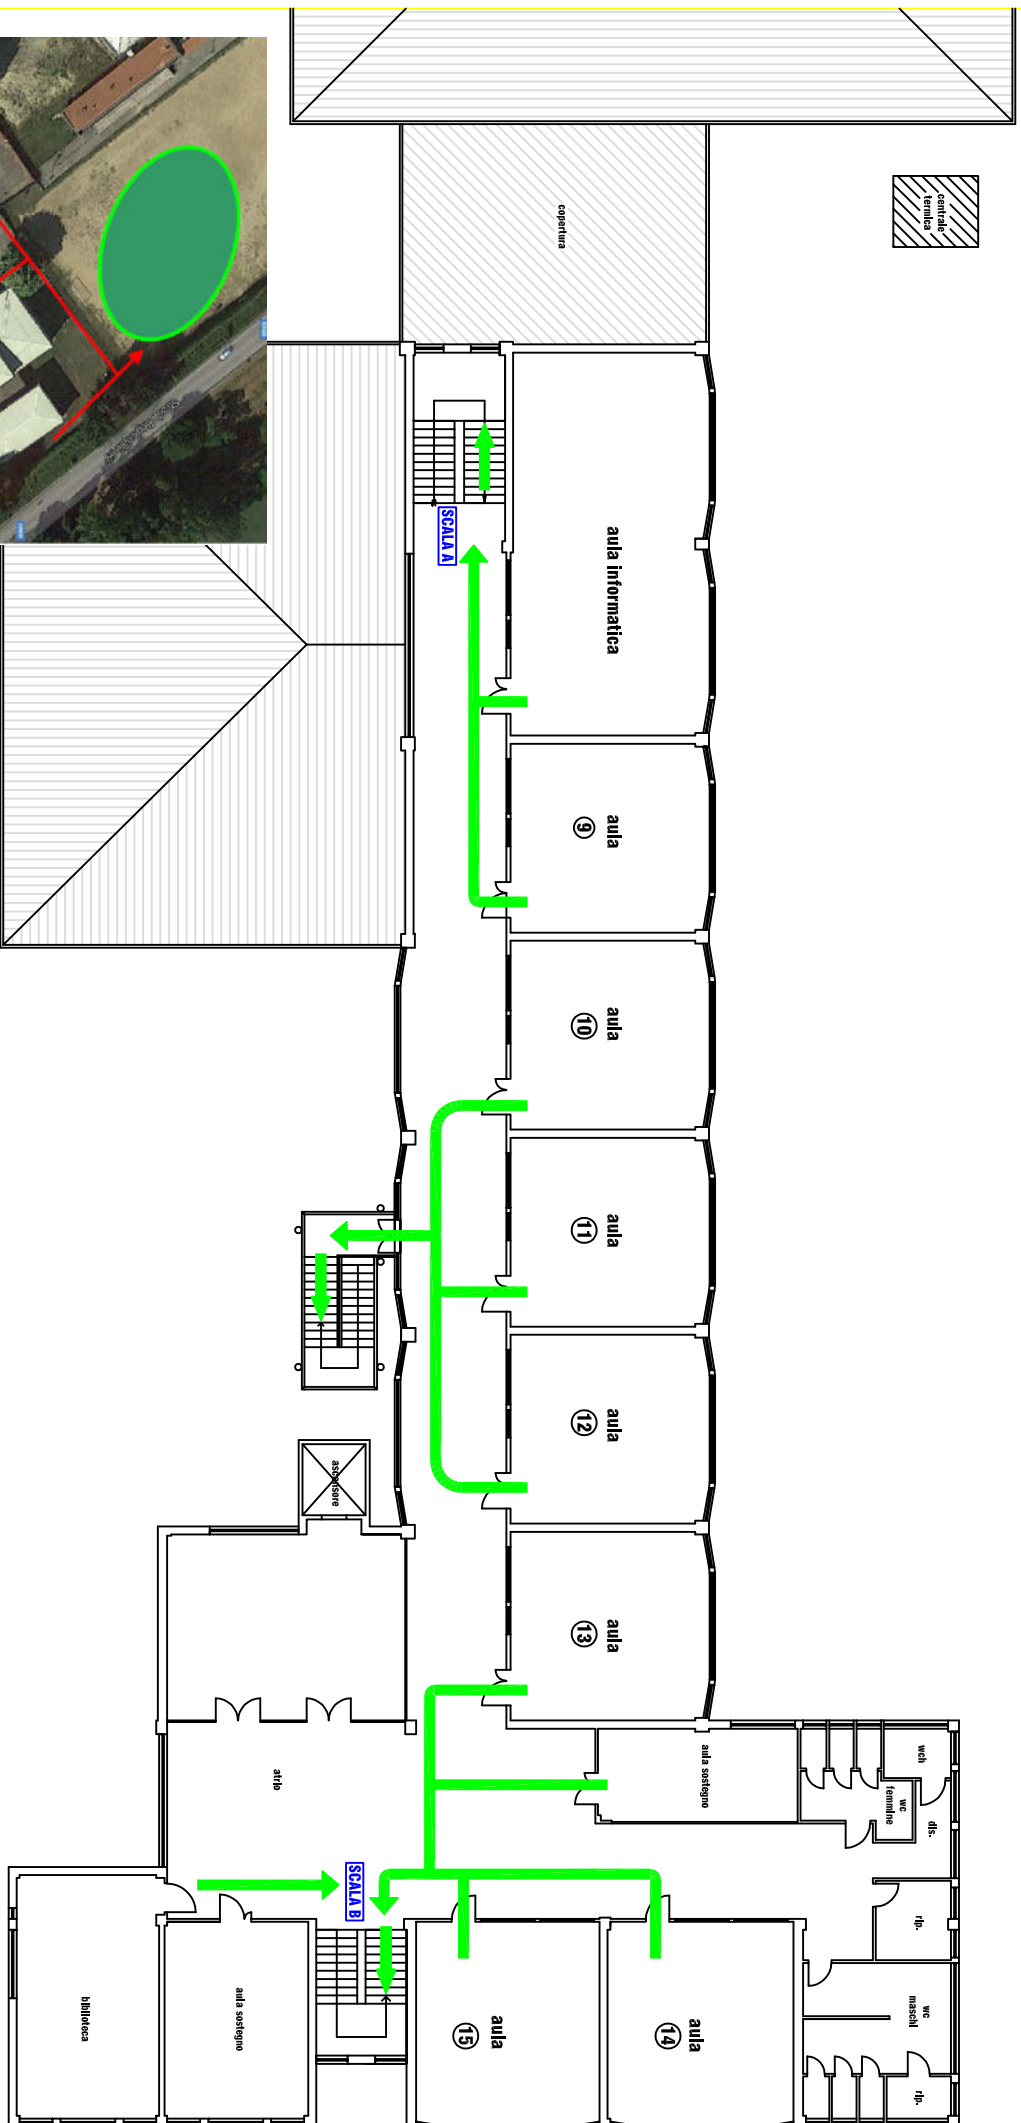 centrale
termica
copertura
SCALA A
aula informatica
aula
9
aula
10
aula
11
aula
12
ascensore
aula
13
atrio
aula sostegno
wch
wc
femmine
dis.
SCALA B
rip.
biblioteca
aula sostegno
aula
15
aula
14
wc
maschi
rip.